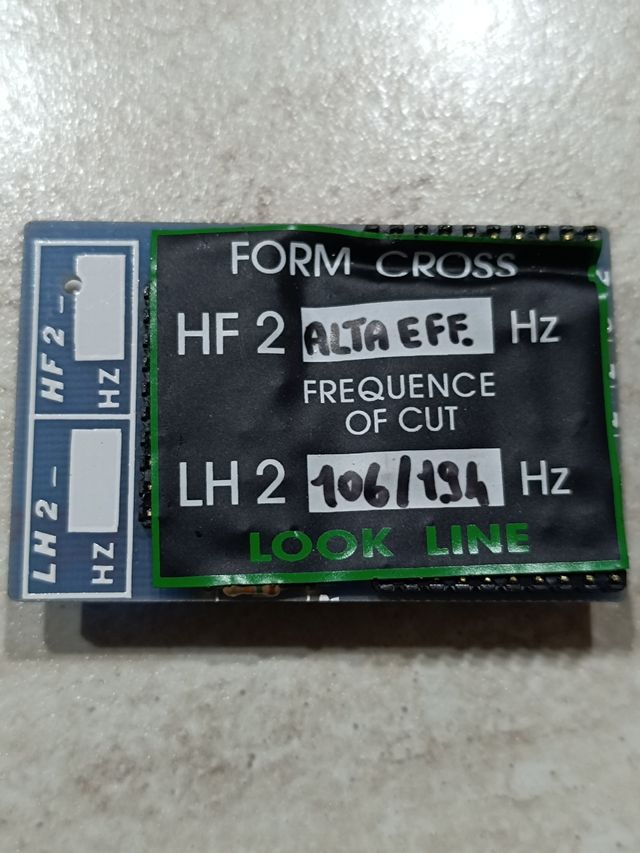 FORM CROSS
HF 2 ALTA EFF. Hz
FREQUENCE
OF CUT
LH 2 106/194 Hz
LOOK LINE
HF 2 - HZ
LH 2 - HZ